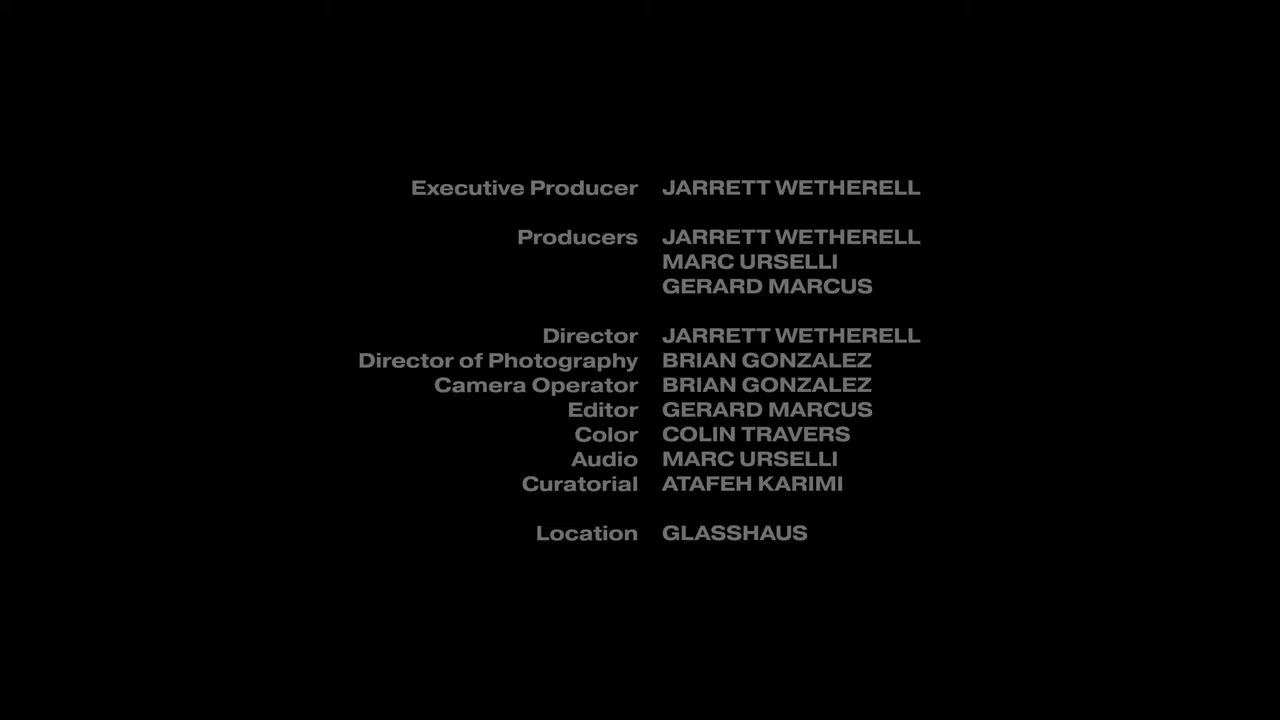 Executive Producer JARRETT WETHERELL
Producers JARRETT WETHERELL
MARC URSELLI
GERARD MARCUS
Director JARRETT WETHERELL
Director of Photography BRIAN GONZALEZ
Camera Operator BRIAN GONZALEZ
Editor GERARD MARCUS
Color COLIN TRAVERS
Audio MARC URSELLI
Curatorial ATAFEH KARIMI
Location GLASSHAUS